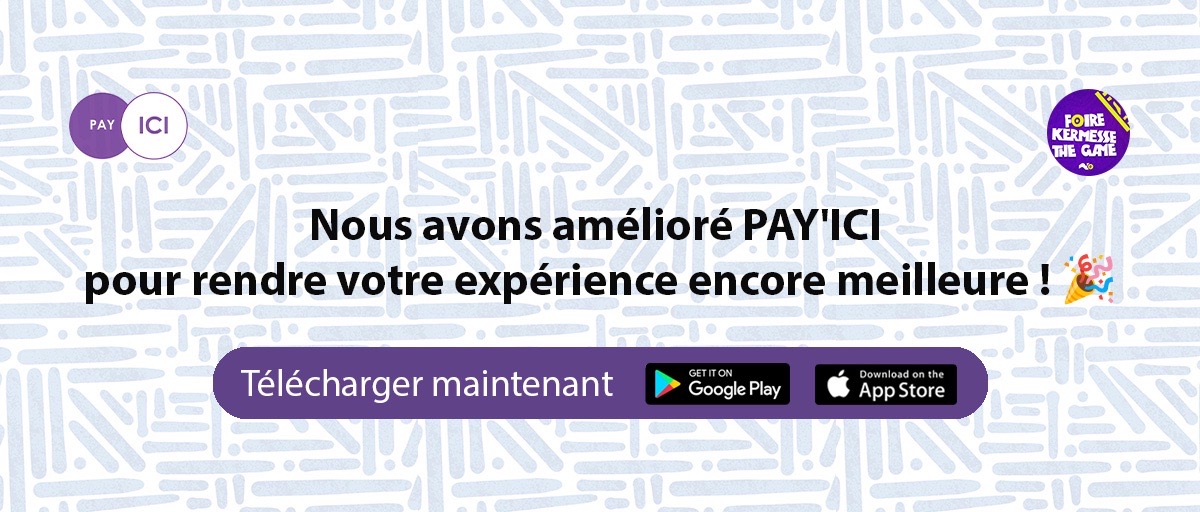 PAY ICI
FOIRE
KERMESSE
THE GAME
Nous avons amélioré PAY'ICI
pour rendre votre expérience encore meilleure ! 🎉
Télécharger maintenant
GET IT ON
Google Play
Download on the
App Store